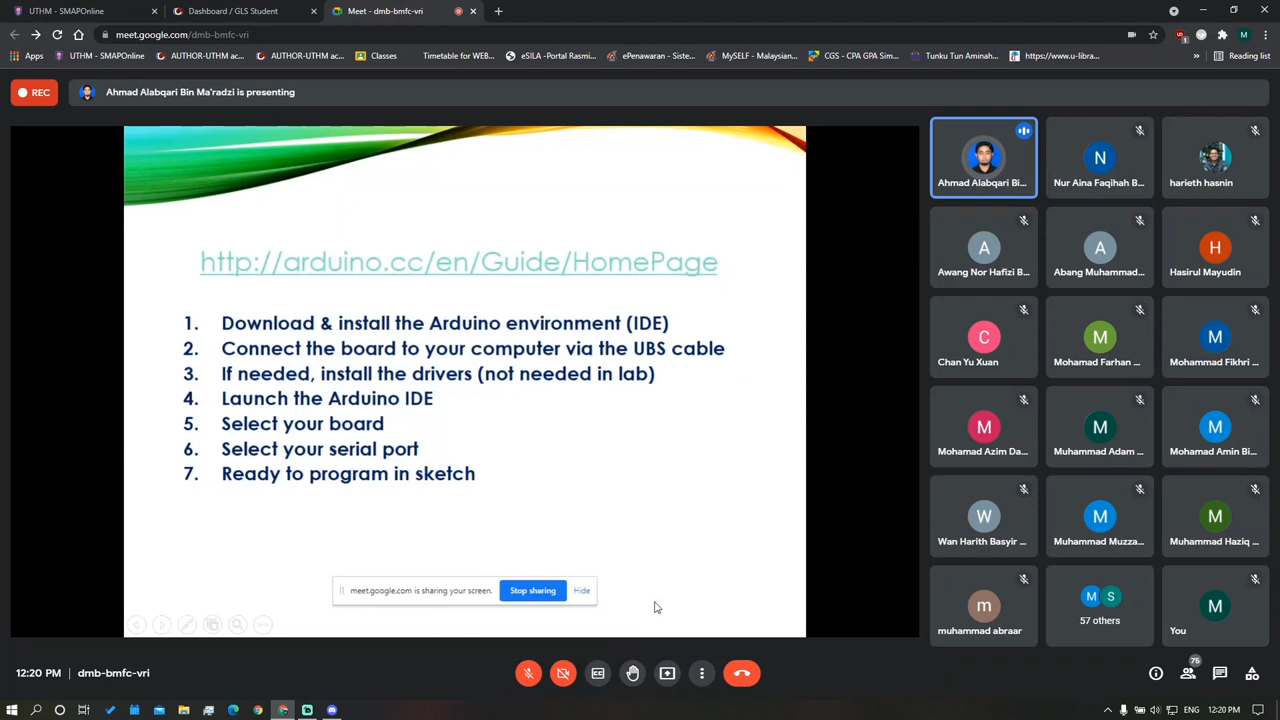 UTHM - SMAPOnline
Dashboard / GLS Student
Meet - dmb-bmfc-vri
meet.google.com/dmb-bmfc-vri
Apps
UTHM - SMAPOnline
AUTHOR-UTHM ac...
AUTHOR-UTHM ac...
Classes
Timetable for WEB...
eSILA -Portal Rasmi...
ePenawaran - Siste...
MySELF - Malaysian...
CGS - CPA GPA Sim...
Tunku Tun Aminah...
https://www.u-libra...
Reading list
REC
Ahmad Alabqari Bin Ma'radzi is presenting
http://arduino.cc/en/Guide/HomePage
1. Download & install the Arduino environment (IDE)
2. Connect the board to your computer via the UBS cable
3. If needed, install the drivers (not needed in lab)
4. Launch the Arduino IDE
5. Select your board
6. Select your serial port
7. Ready to program in sketch
meet.google.com is sharing your screen.
Stop sharing
Hide
Ahmad Alabqari Bi...
N
Nur Aina Faqihah B...
harieth hasnin
A
Awang Nor Hafizi B...
A
Abang Muhammad...
H
Hasirul Mayudin
C
Chan Yu Xuan
M
Mohamad Farhan ...
M
Mohammad Fikhri ...
M
Mohamad Azim Da...
M
Muhammad Adam ...
M
Mohamad Amin Bi...
W
Wan Harith Basyir ...
M
Muhammad Muzza...
M
Muhammad Haziq ...
m
muhammad abraar
M S
57 others
M
You
12:20 PM | dmb-bmfc-vri
75
ENG 12:20 PM